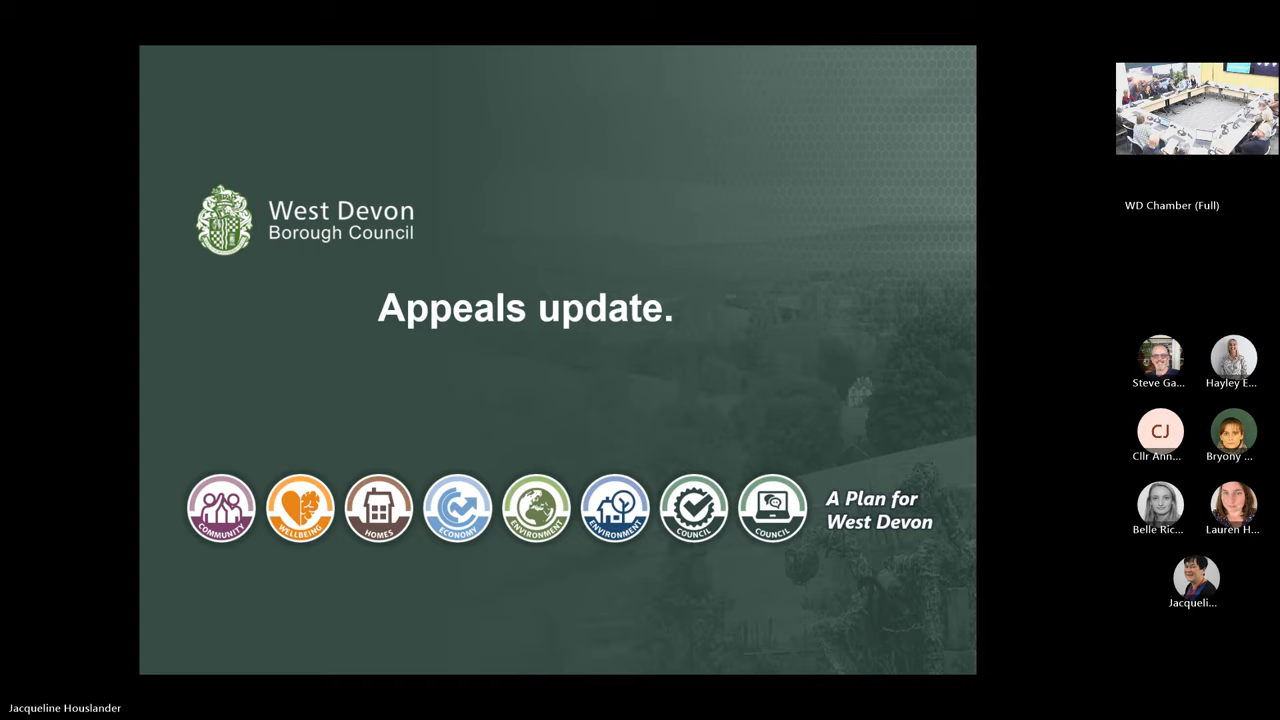 West Devon
Borough Council
Appeals update.
COMMUNITY
WELLBEING
HOMES
ECONOMY
ENVIRONMENT
ENVIRONMENT
COUNCIL
COUNCIL
A Plan for
West Devon
WD Chamber (Full)
Steve Ga...
Hayley E...
CJ
Cllr Ann...
Bryony ...
Belle Ric...
Lauren H...
Jacqueli...
Jacqueline Houslander